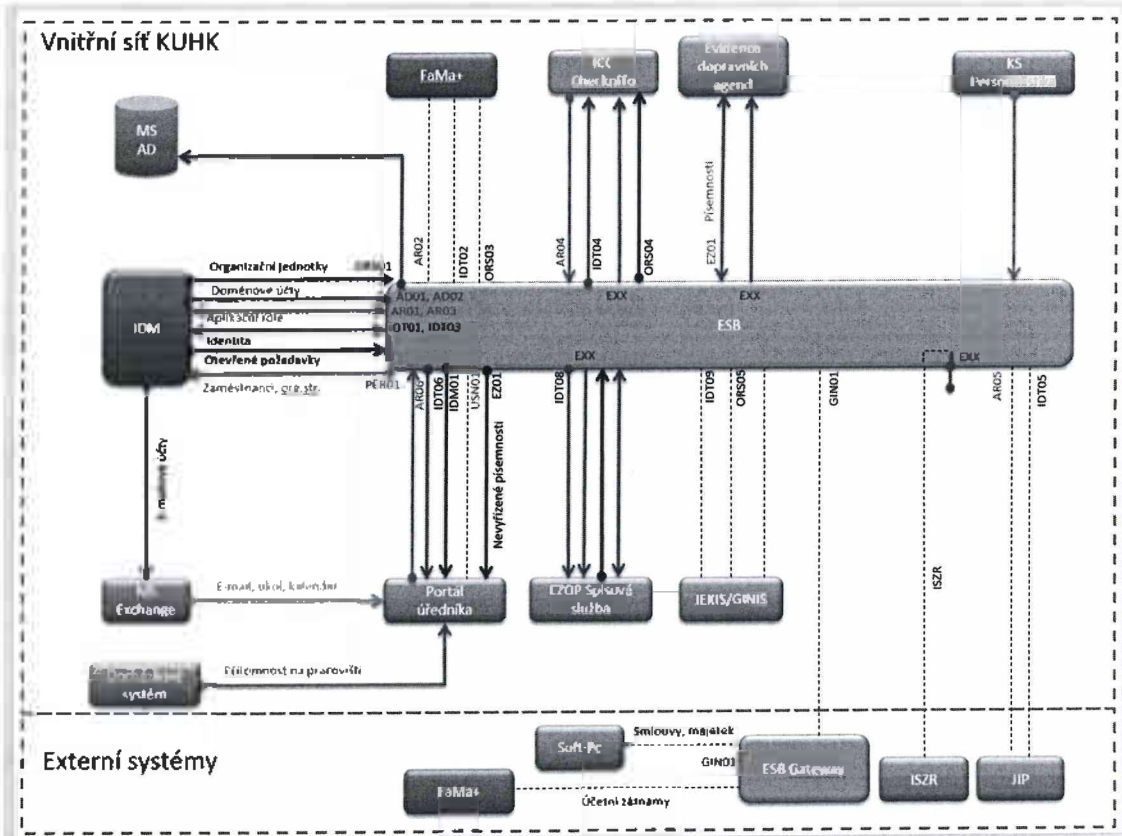 Vnitřní síť KUHK
FaMa+
ICC
Evidence
dopravních
agend
KS
MS
AD
AR02
IDT02
ORS03
AR04
IDT04
ORS04
EZ01
Písemnosti
Organizační jednotky
Doménové účty
Aplikační role
Identita
Otevřené požadavky
Zaměstnanci, org.str.
IDM
AD01, AD02
AR01, AR03
IDT01, IDT03
PER01
EXX
EXX
ESB
EXX
EXX
AR06
IDT06
IDM01
USN01
EZ01
Nevyřízené písemnosti
IDT08
IDT09
ORS05
GIN01
AR05
IDT05
E-mailové účty
ISZR
Exchange
E-mail, úkol, kalendář
Portál
úředníka
EZOP Spisová
služba
JEKIS/GINIS
systém
Přítomnost na pracovišti
Externí systémy
Soft-Pc
Smlouvy, majetek
GIN01
ESB Gateway
ISZR
JIP
FaMa+
Účetní záznamy